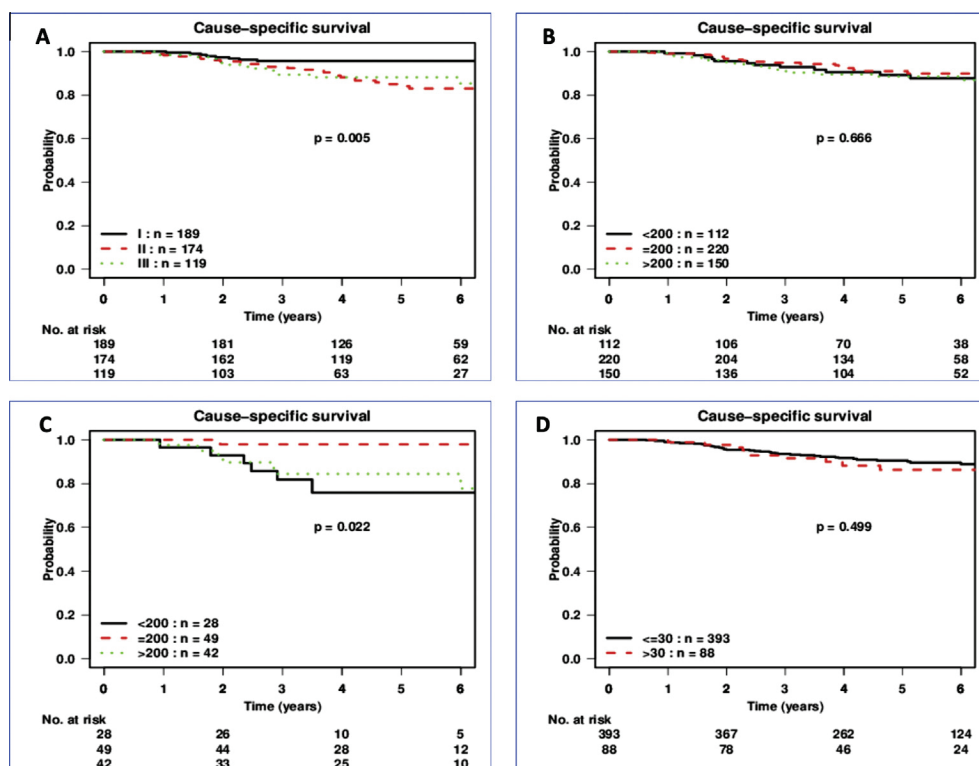 A
Cause–specific survival
Probability
1.0
0.8
0.6
0.4
0.2
0.0
p = 0.005
I : n = 189
II : n = 174
III : n = 119
0 1 2 3 4 5 6
Time (years)
No. at risk
189 181 126 59
174 162 119 62
119 103 63 27
B
Cause–specific survival
Probability
1.0
0.8
0.6
0.4
0.2
0.0
p = 0.666
<200 : n = 112
=200 : n = 220
>200 : n = 150
0 1 2 3 4 5 6
Time (years)
No. at risk
112 106 70 38
220 204 134 58
150 136 104 52
C
Cause–specific survival
Probability
1.0
0.8
0.6
0.4
0.2
0.0
p = 0.022
<200 : n = 28
=200 : n = 49
>200 : n = 42
0 1 2 3 4 5 6
Time (years)
No. at risk
28 26 10 5
49 44 28 12
42 33 25 10
D
Cause–specific survival
Probability
1.0
0.8
0.6
0.4
0.2
0.0
p = 0.499
<=30 : n = 393
>30 : n = 88
0 1 2 3 4 5 6
Time (years)
No. at risk
393 367 262 124
88 78 46 24